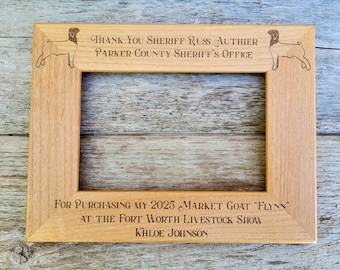 Thank You Sheriff Russ Authier
Parker County Sheriff's Office
For Purchasing my 2025 Market Goat "Flynn"
at the Fort Worth Livestock Show
Khloe Johnson